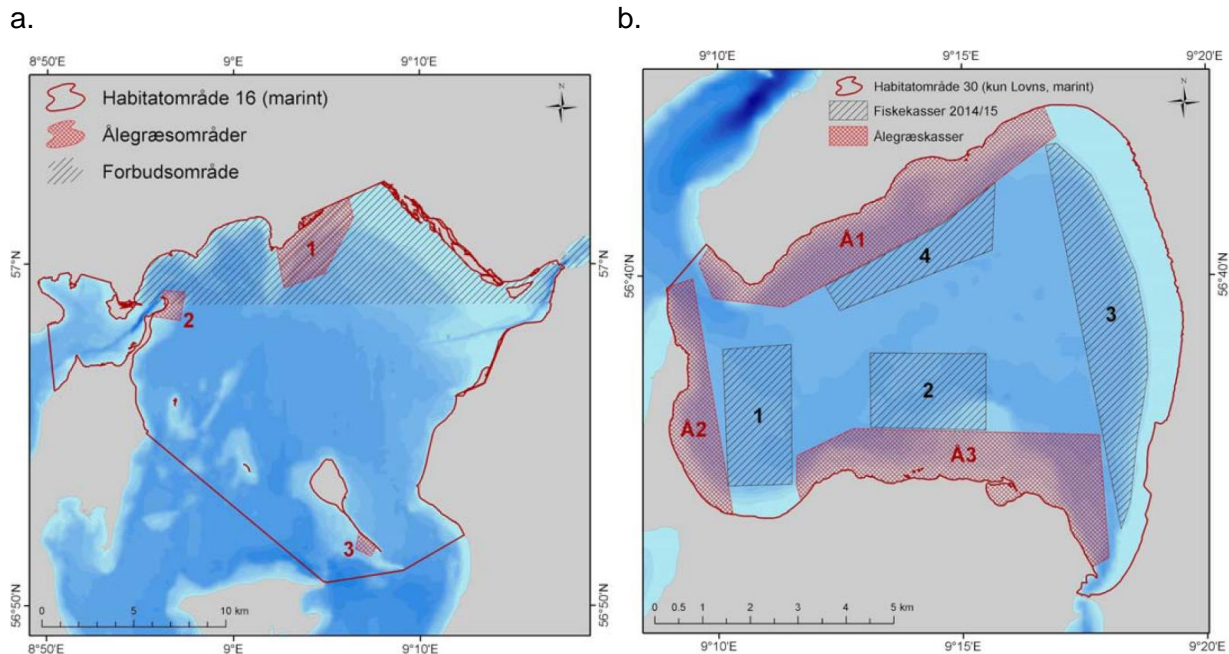 a.
8°50'E 9°E 9°10'E
N
Habitatområde 16 (marint)
Ålegræsområder
Forbudsområde
57°N
57°N
1
2
3
0 5 10 km
56°50'N
56°50'N
8°50'E 9°E 9°10'E
b.
9°10'E 9°15'E 9°20'E
N
Habitatområde 30 (kun Lovns, marint)
Fiskekasser 2014/15
Ålegræskasser
Å1
4
56°40'N
56°40'N
3
1
2
Å2
Å3
0 0.5 1 2 3 4 5 km
9°10'E 9°15'E 9°20'E